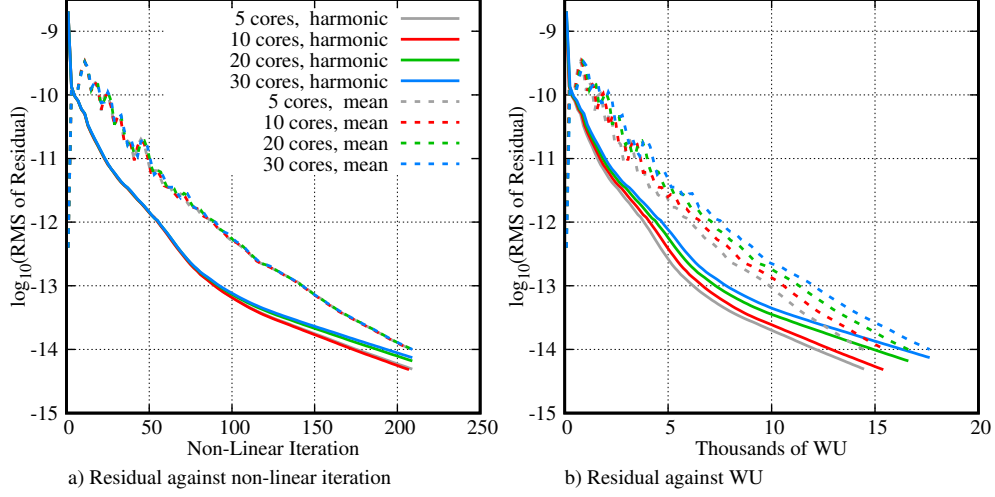 -9
-10
-11
-12
-13
-14
-15
0
50
100
150
200
250
log10(RMS of Residual)
Non-Linear Iteration
5 cores, harmonic
10 cores, harmonic
20 cores, harmonic
30 cores, harmonic
5 cores, mean
10 cores, mean
20 cores, mean
30 cores, mean
a) Residual against non-linear iteration
-9
-10
-11
-12
-13
-14
-15
0
5
10
15
20
log10(RMS of Residual)
Thousands of WU
b) Residual against WU